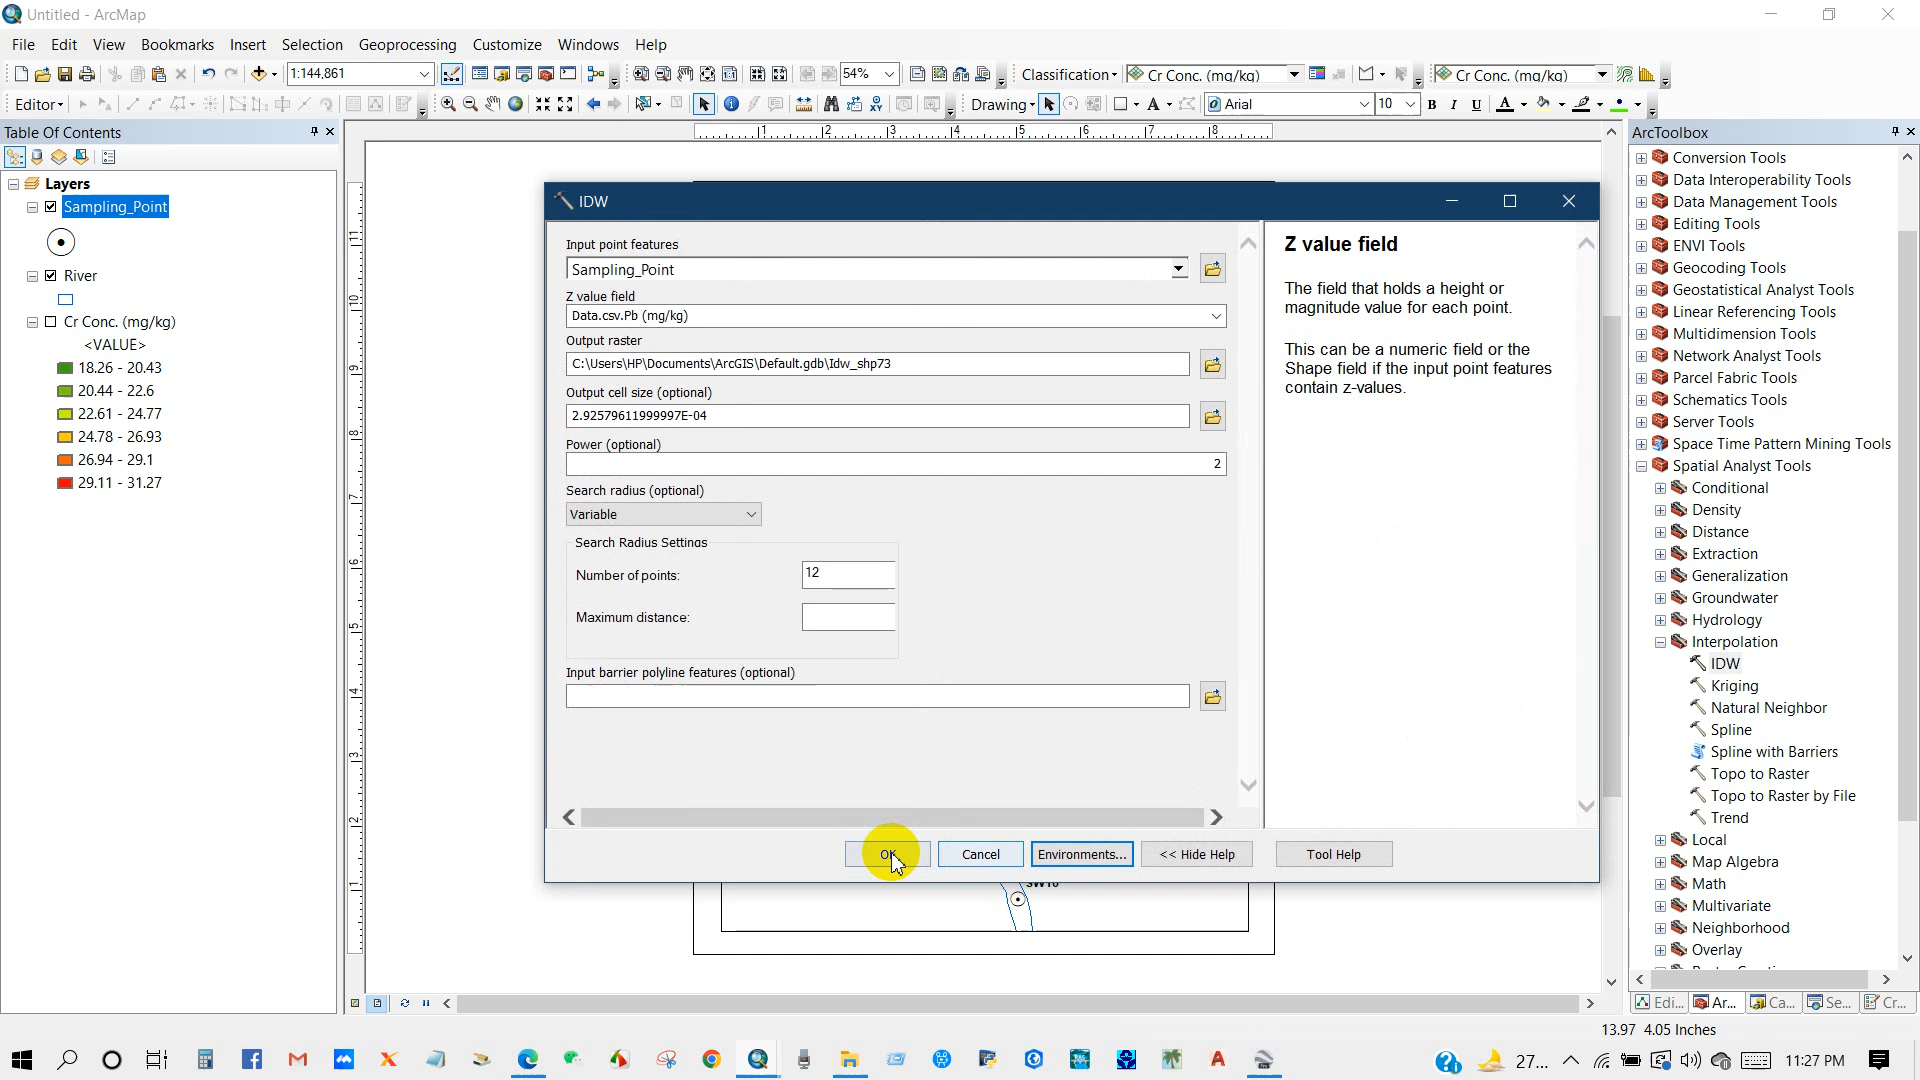 Untitled - ArcMap
File Edit View Bookmarks Insert Selection Geoprocessing Customize Windows Help
1:144,861
54%
Classification
Cr Conc. (mg/kg)
Cr Conc. (mg/kg)
Editor
Drawing
Arial
10
B I U A
Table Of Contents
Layers
Sampling_Point
River
Cr Conc. (mg/kg)
<VALUE>
18.26 - 20.43
20.44 - 22.6
22.61 - 24.77
24.78 - 26.93
26.94 - 29.1
29.11 - 31.27
IDW
Input point features
Sampling_Point
Z value field
Data.csv.Pb (mg/kg)
Output raster
C:\Users\HP\Documents\ArcGIS\Default.gdb\Idw_shp73
Output cell size (optional)
2.92579611999997E-04
Power (optional)
2
Search radius (optional)
Variable
Search Radius Settings
Number of points:
12
Maximum distance:
Input barrier polyline features (optional)
OK
Cancel
Environments...
<< Hide Help
Tool Help
Z value field
The field that holds a height or
magnitude value for each point.
This can be a numeric field or the
Shape field if the input point features
contain z-values.
SW10
ArcToolbox
Conversion Tools
Data Interoperability Tools
Data Management Tools
Editing Tools
ENVI Tools
Geocoding Tools
Geostatistical Analyst Tools
Linear Referencing Tools
Multidimension Tools
Network Analyst Tools
Parcel Fabric Tools
Schematics Tools
Server Tools
Space Time Pattern Mining Tools
Spatial Analyst Tools
Conditional
Density
Distance
Extraction
Generalization
Groundwater
Hydrology
Interpolation
IDW
Kriging
Natural Neighbor
Spline
Spline with Barriers
Topo to Raster
Topo to Raster by File
Trend
Local
Map Algebra
Math
Multivariate
Neighborhood
Overlay
Edi... Ar... Ca... Se... Cr...
13.97 4.05 Inches
27...
11:27 PM